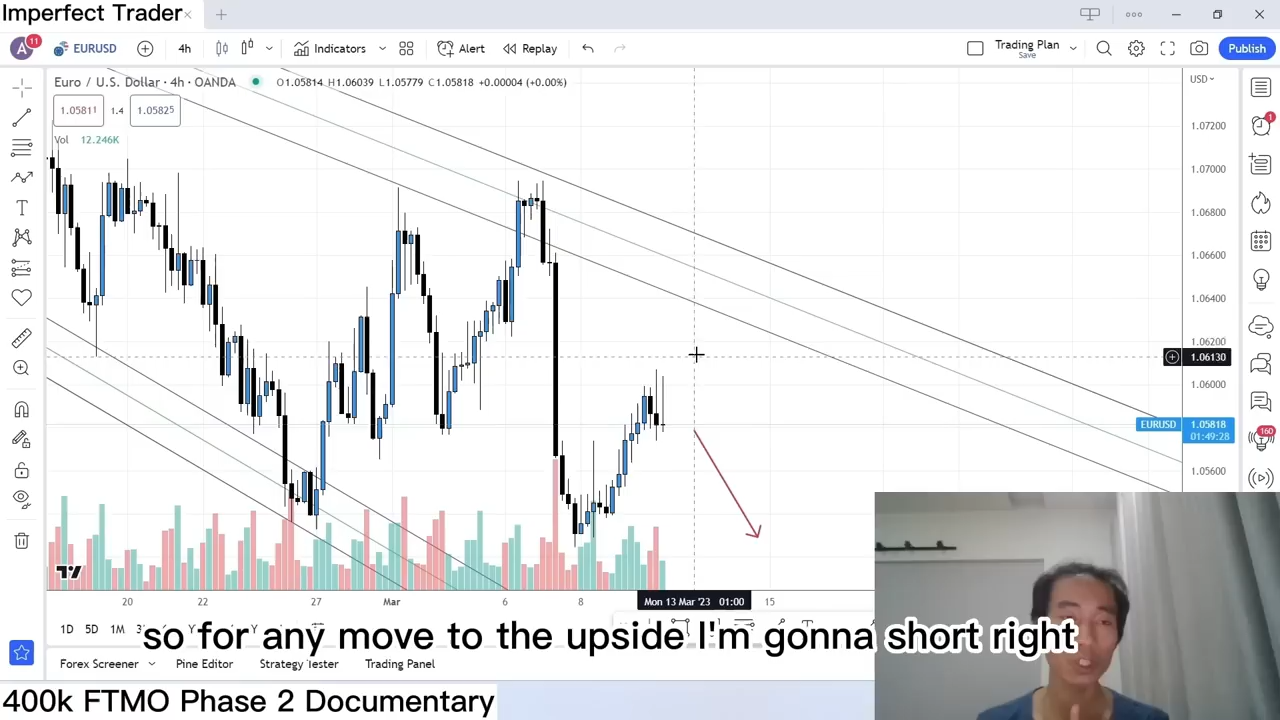 Imperfect Trader
A 11 EURUSD 4h Indicators Alert Replay Trading Plan Save Publish
Euro / U.S. Dollar · 4h · OANDA O1.05814 H1.06039 L1.05779 C1.05818 +0.00004 (+0.00%)
USD
1.05811 1.4 1.05825
Vol 12.246K
1.07200
1.07000
1.06800
1.06600
1.06400
1.06200
1.06130
1.06000
EURUSD 1.05818
01:49:28
1.05600
1
160
20 22 27 Mar 6 8 Mon 13 Mar '23 01:00 15
1D 5D 1M
so for any move to the upside I'm gonna short right
Forex Screener Pine Editor Strategy Tester Trading Panel
400k FTMO Phase 2 Documentary